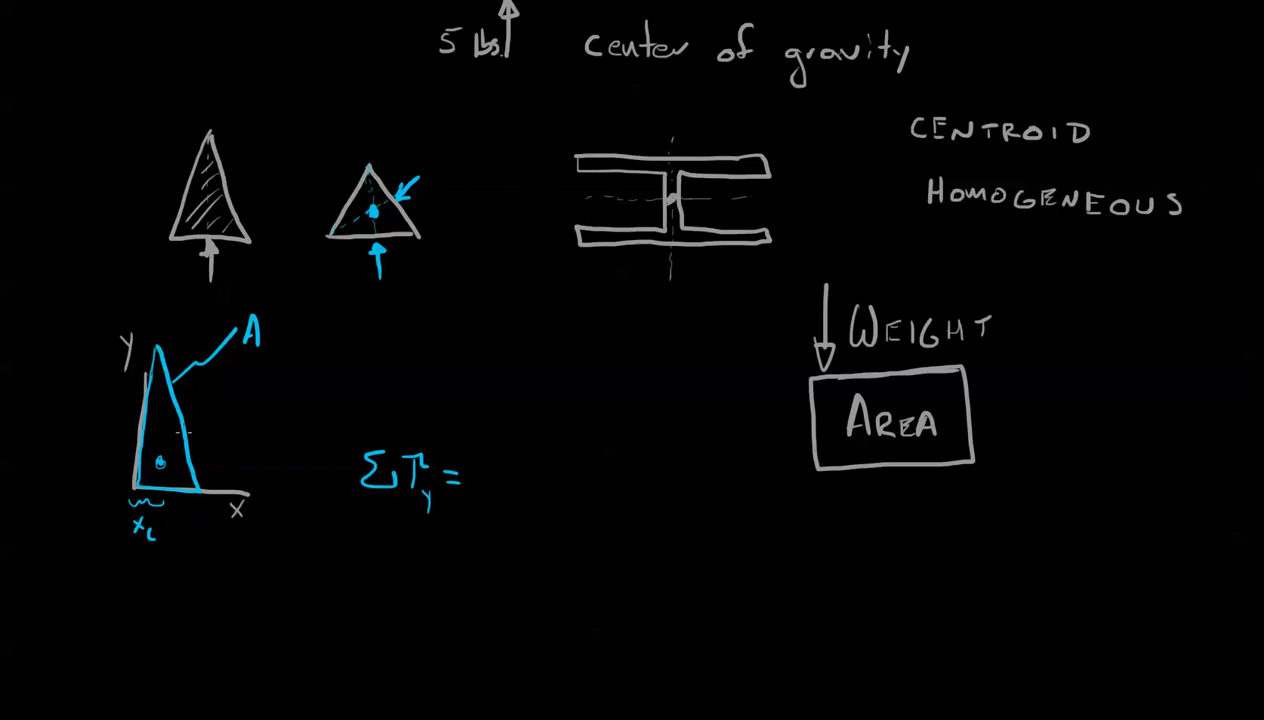 5 lbs. center of gravity
CENTROID
HOMOGENEOUS
WEIGHT
AREA
A
y
x
x
Σ T y =